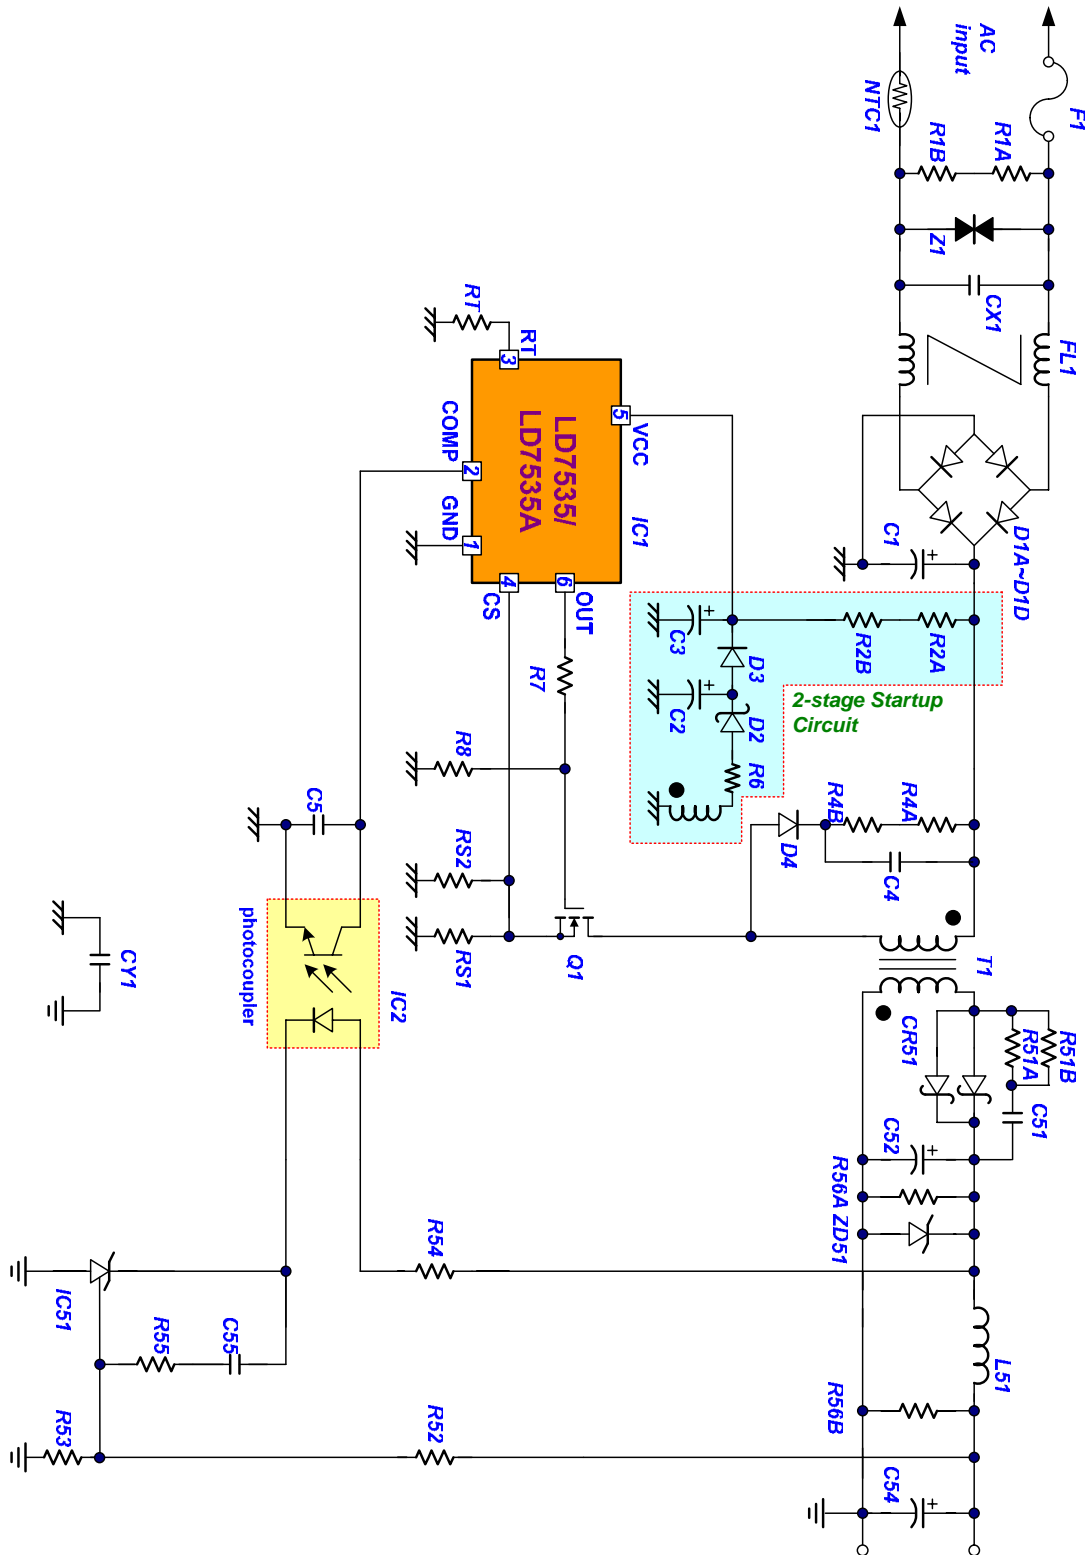 AC
input
F1
NTC1
R1A
R1B
Z1
CX1
FL1
D1A~D1D
C1
RT
RT
3
COMP
2
GND
1
5
VCC
LD7535/
LD7535A
IC1
4
CS
6
OUT
R7
R8
RS2
RS1
Q1
R2A
R2B
C3
D3
C2
D2
R6
2-stage Startup
Circuit
R4A
R4B
C4
D4
T1
C5
photocoupler
IC2
CY1
CR51
R51A
R51B
C51
C52
R56A
ZD51
R54
L51
R56B
IC51
R55
C55
R53
R52
C54
+
+
+
+
+